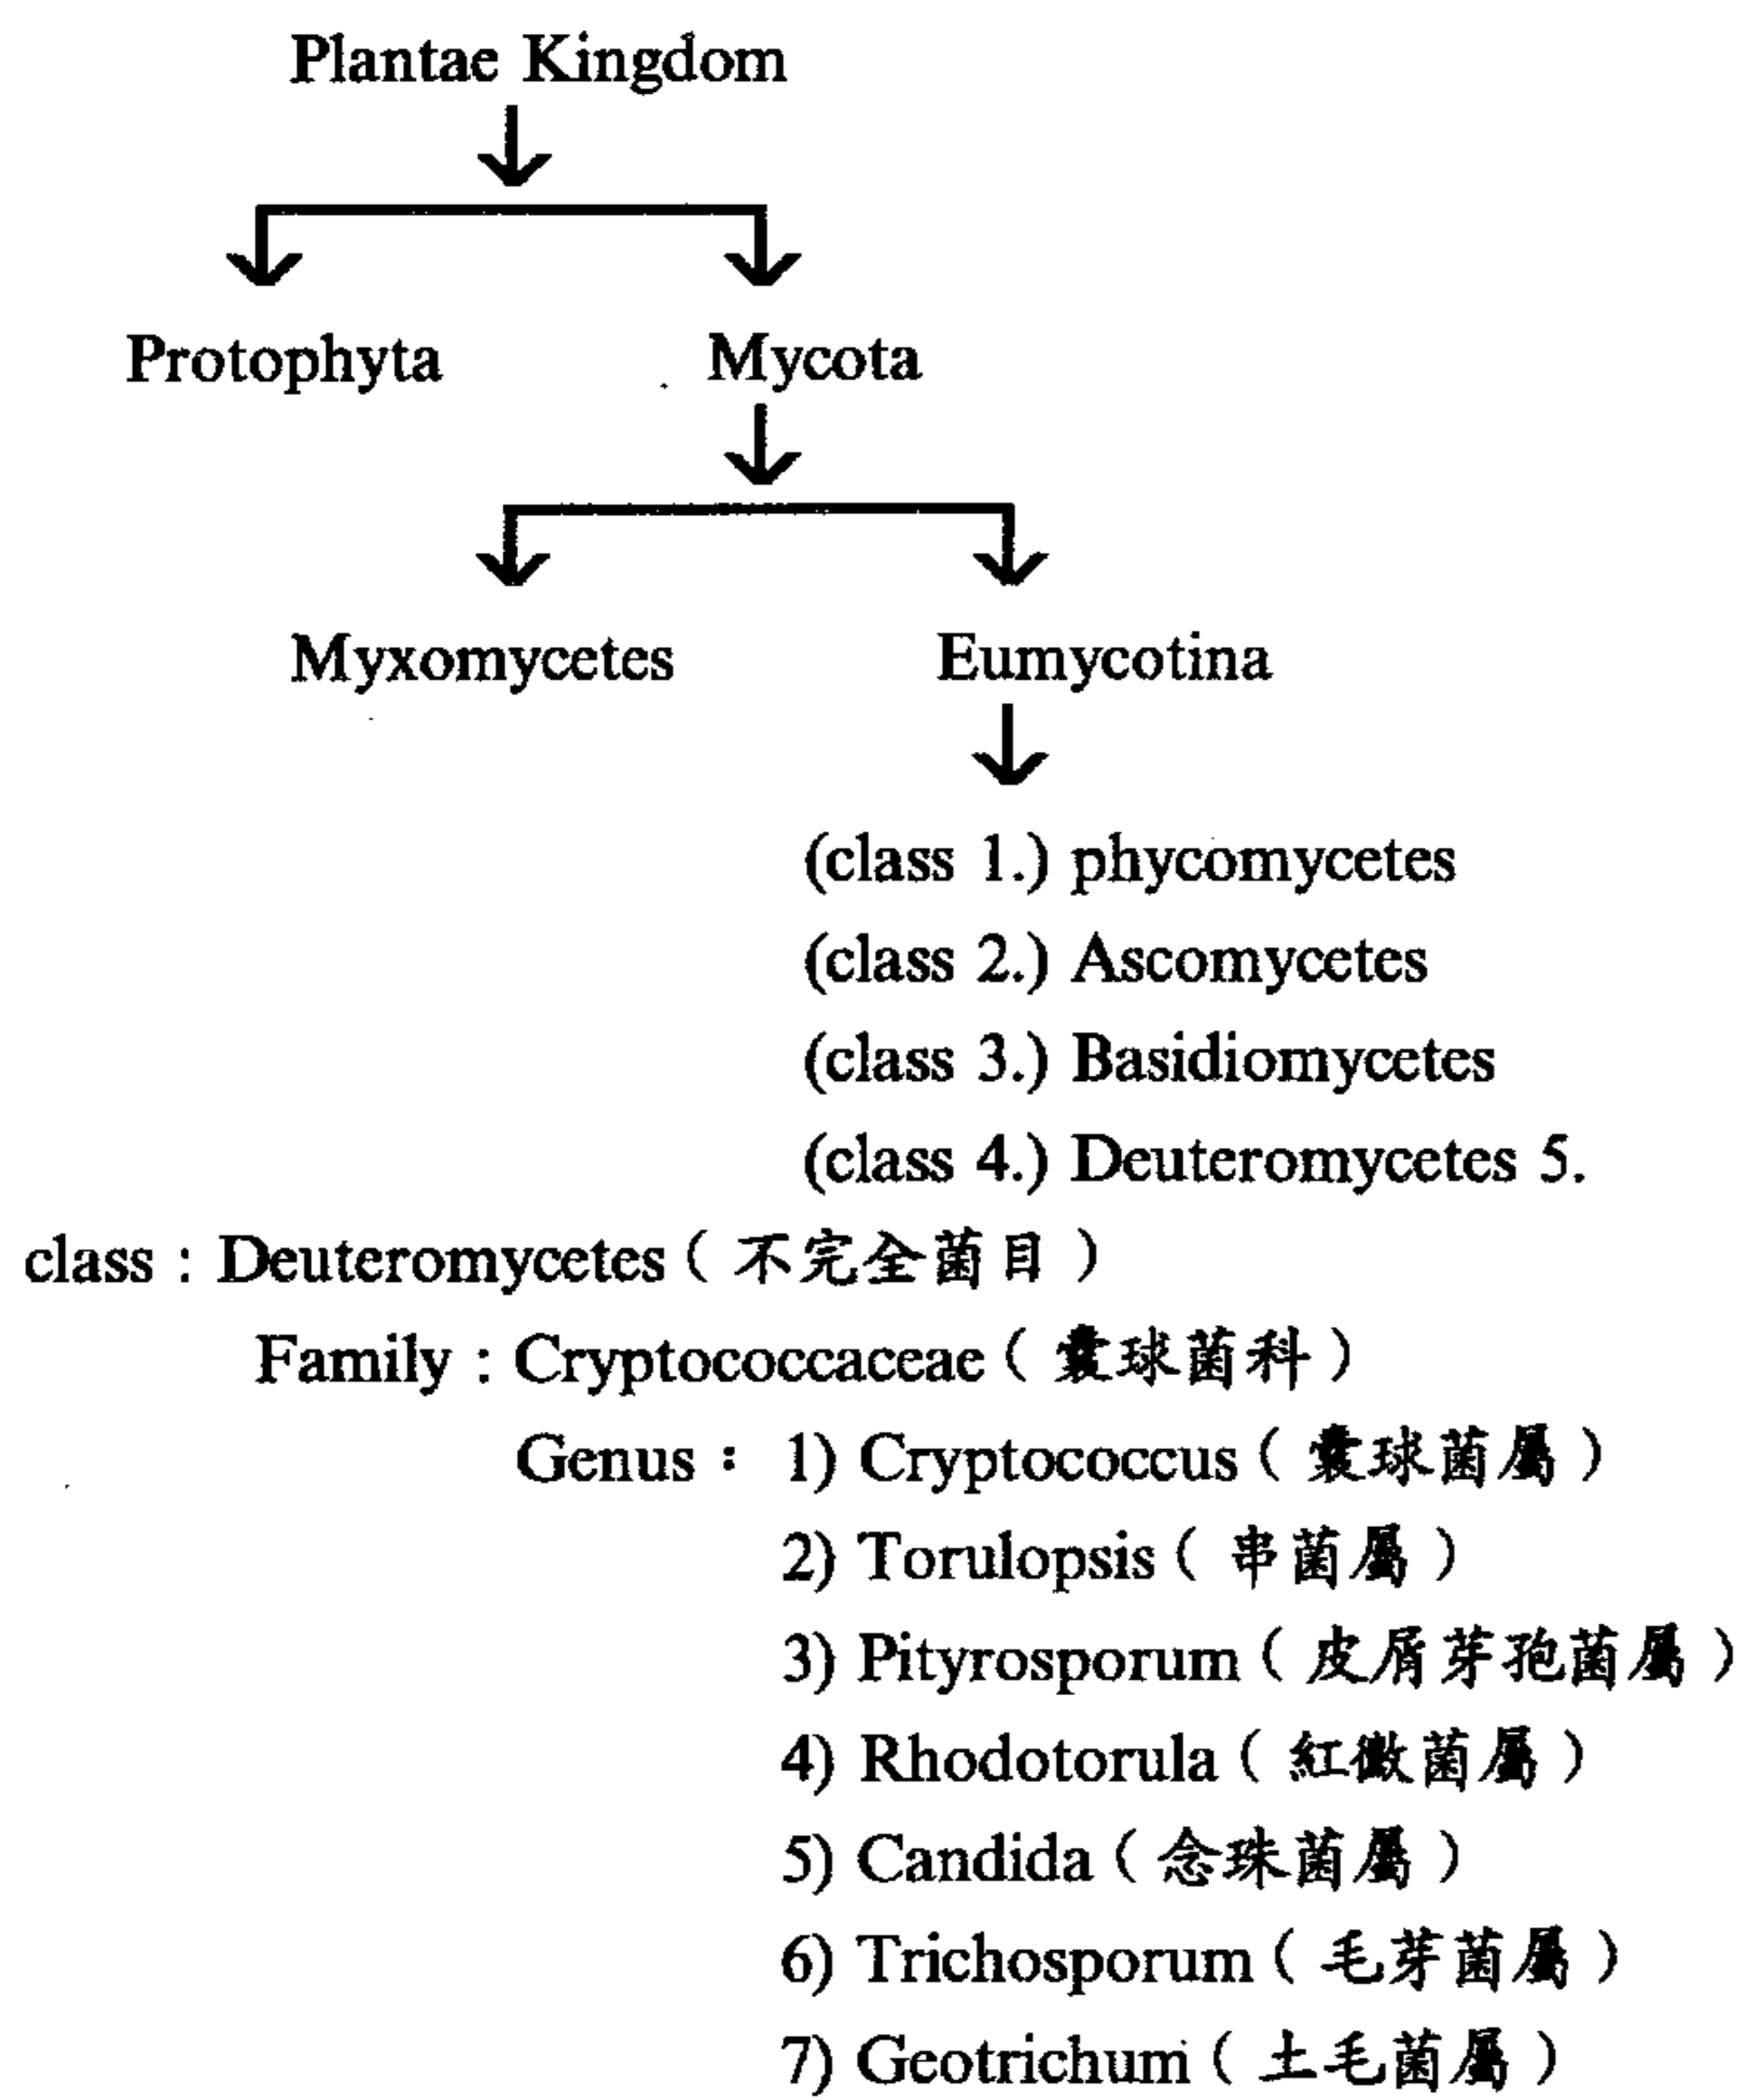 Plantae Kingdom
Protophyta Mycota
Myxomycetes Eumycotina
(class 1.) phycomycetes
(class 2.) Ascomycetes
(class 3.) Basidiomycetes
(class 4.) Deuteromycetes 5.
class：Deuteromycetes（不完全菌目）
Family：Cryptococcaceae（囊球菌科）
Genus：1) Cryptococcus（囊球菌屬）
2) Torulopsis（串菌屬）
3) Pityrosporum（皮屑芽孢菌屬）
4) Rhodotorula（紅黴菌屬）
5) Candida（念珠菌屬）
6) Trichosporum（毛芽菌屬）
7) Geotrichum（土毛菌屬）